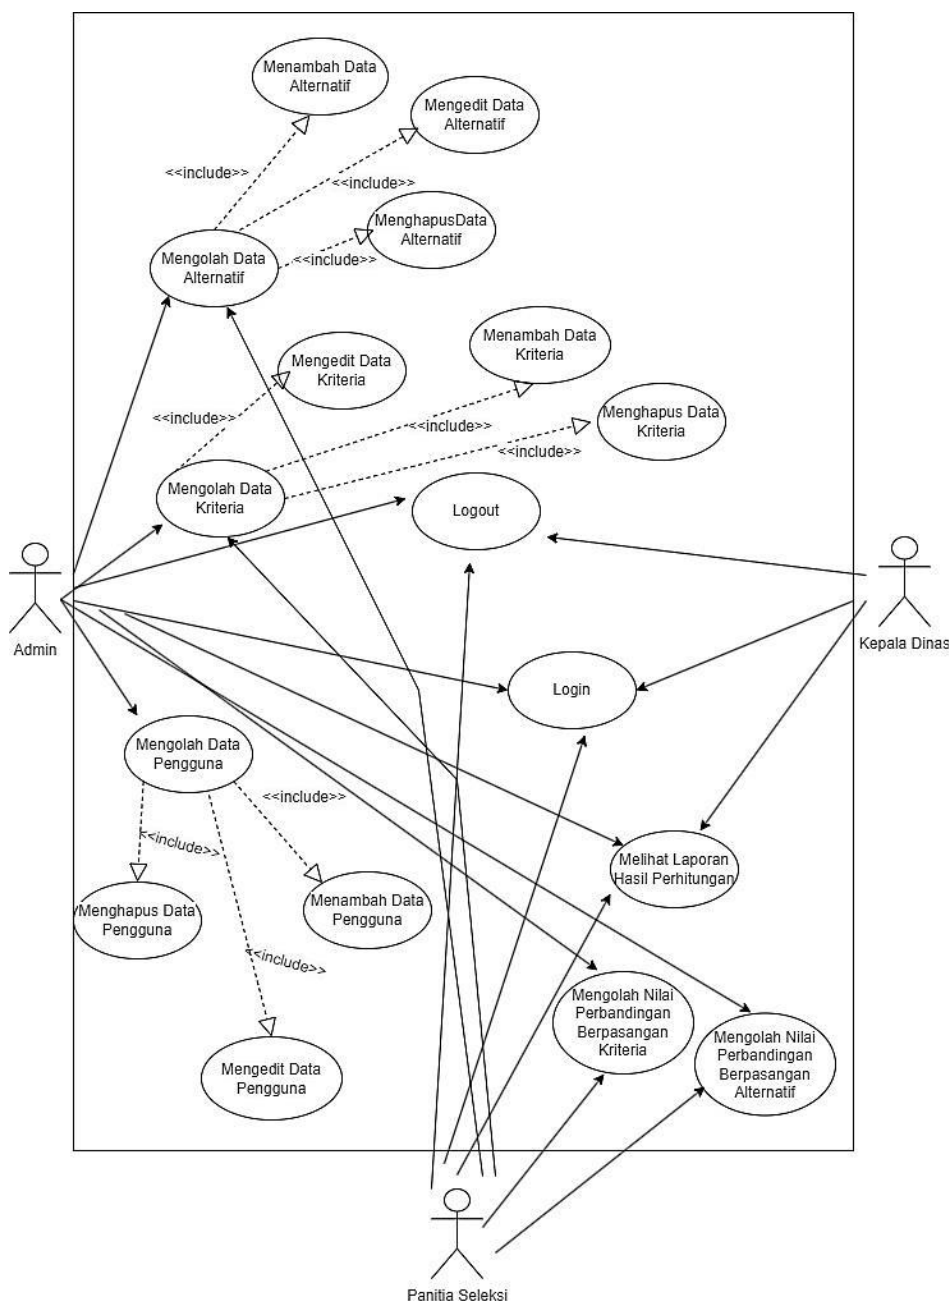 Menambah Data
Alternatif
Mengedit Data
Alternatif
<<include>>
<<include>>
MenghapusData
Alternatif
Mengolah Data
Alternatif
<<include>>
Menambah Data
Kriteria
Mengedit Data
Kriteria
<<include>>
<<include>>
Menghapus Data
Kriteria
<<include>>
Mengolah Data
Kriteria
Logout
Admin
Kepala Dinas
Login
Mengolah Data
Pengguna
<<include>>
<<include>>
Melihat Laporan
Hasil Perhitungan
Menghapus Data
Pengguna
Menambah Data
Pengguna
<<include>>
Mengolah Nilai
Perbandingan
Berpasangan
Kriteria
Mengolah Nilai
Perbandingan
Berpasangan
Alternatif
Mengedit Data
Pengguna
Panitia Seleksi